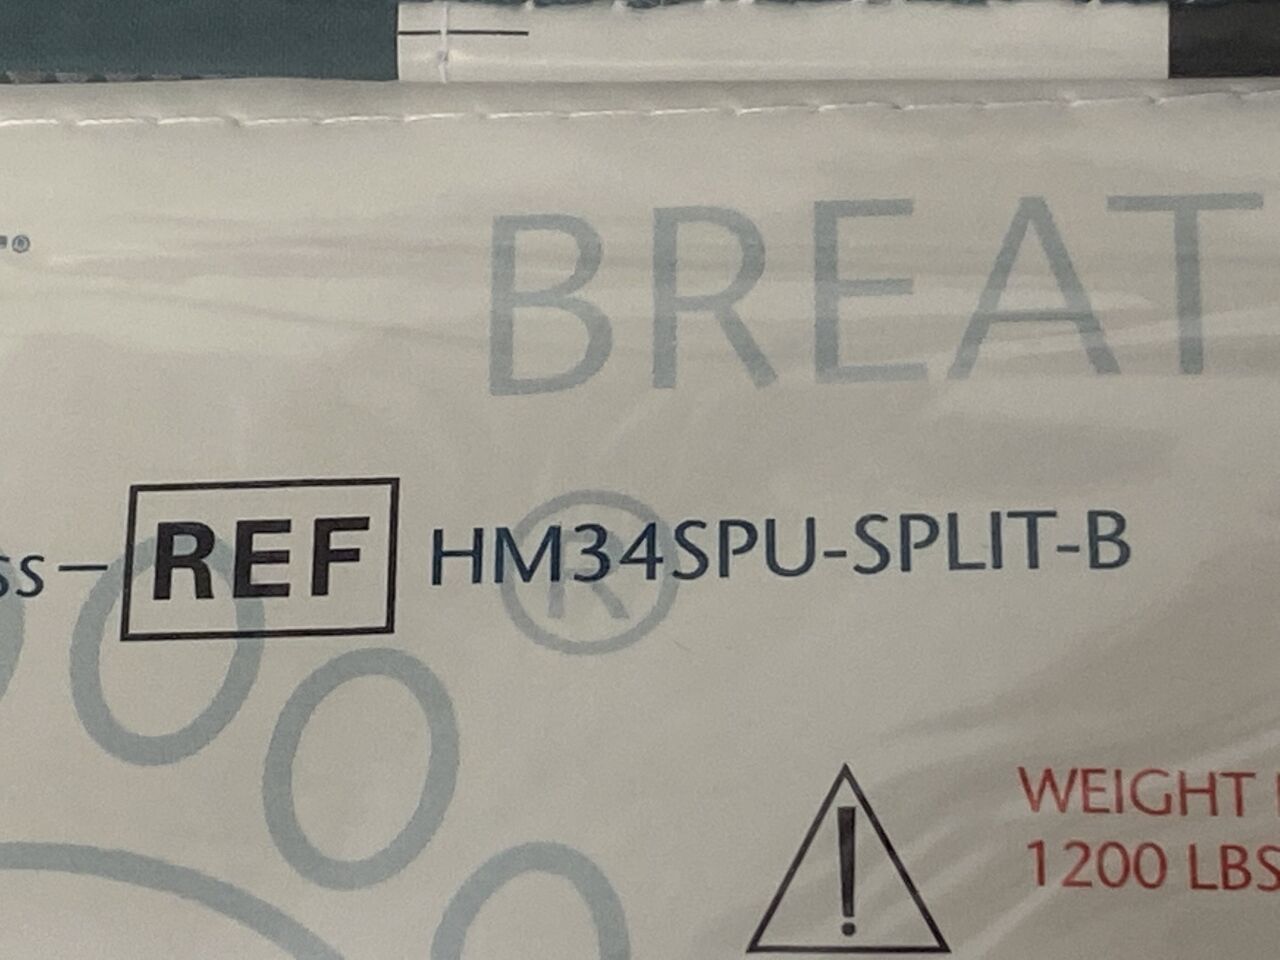 ®
BREAT
ss – REF HM34SPU-SPLIT-B
®
WEIGHT
1200 LBS